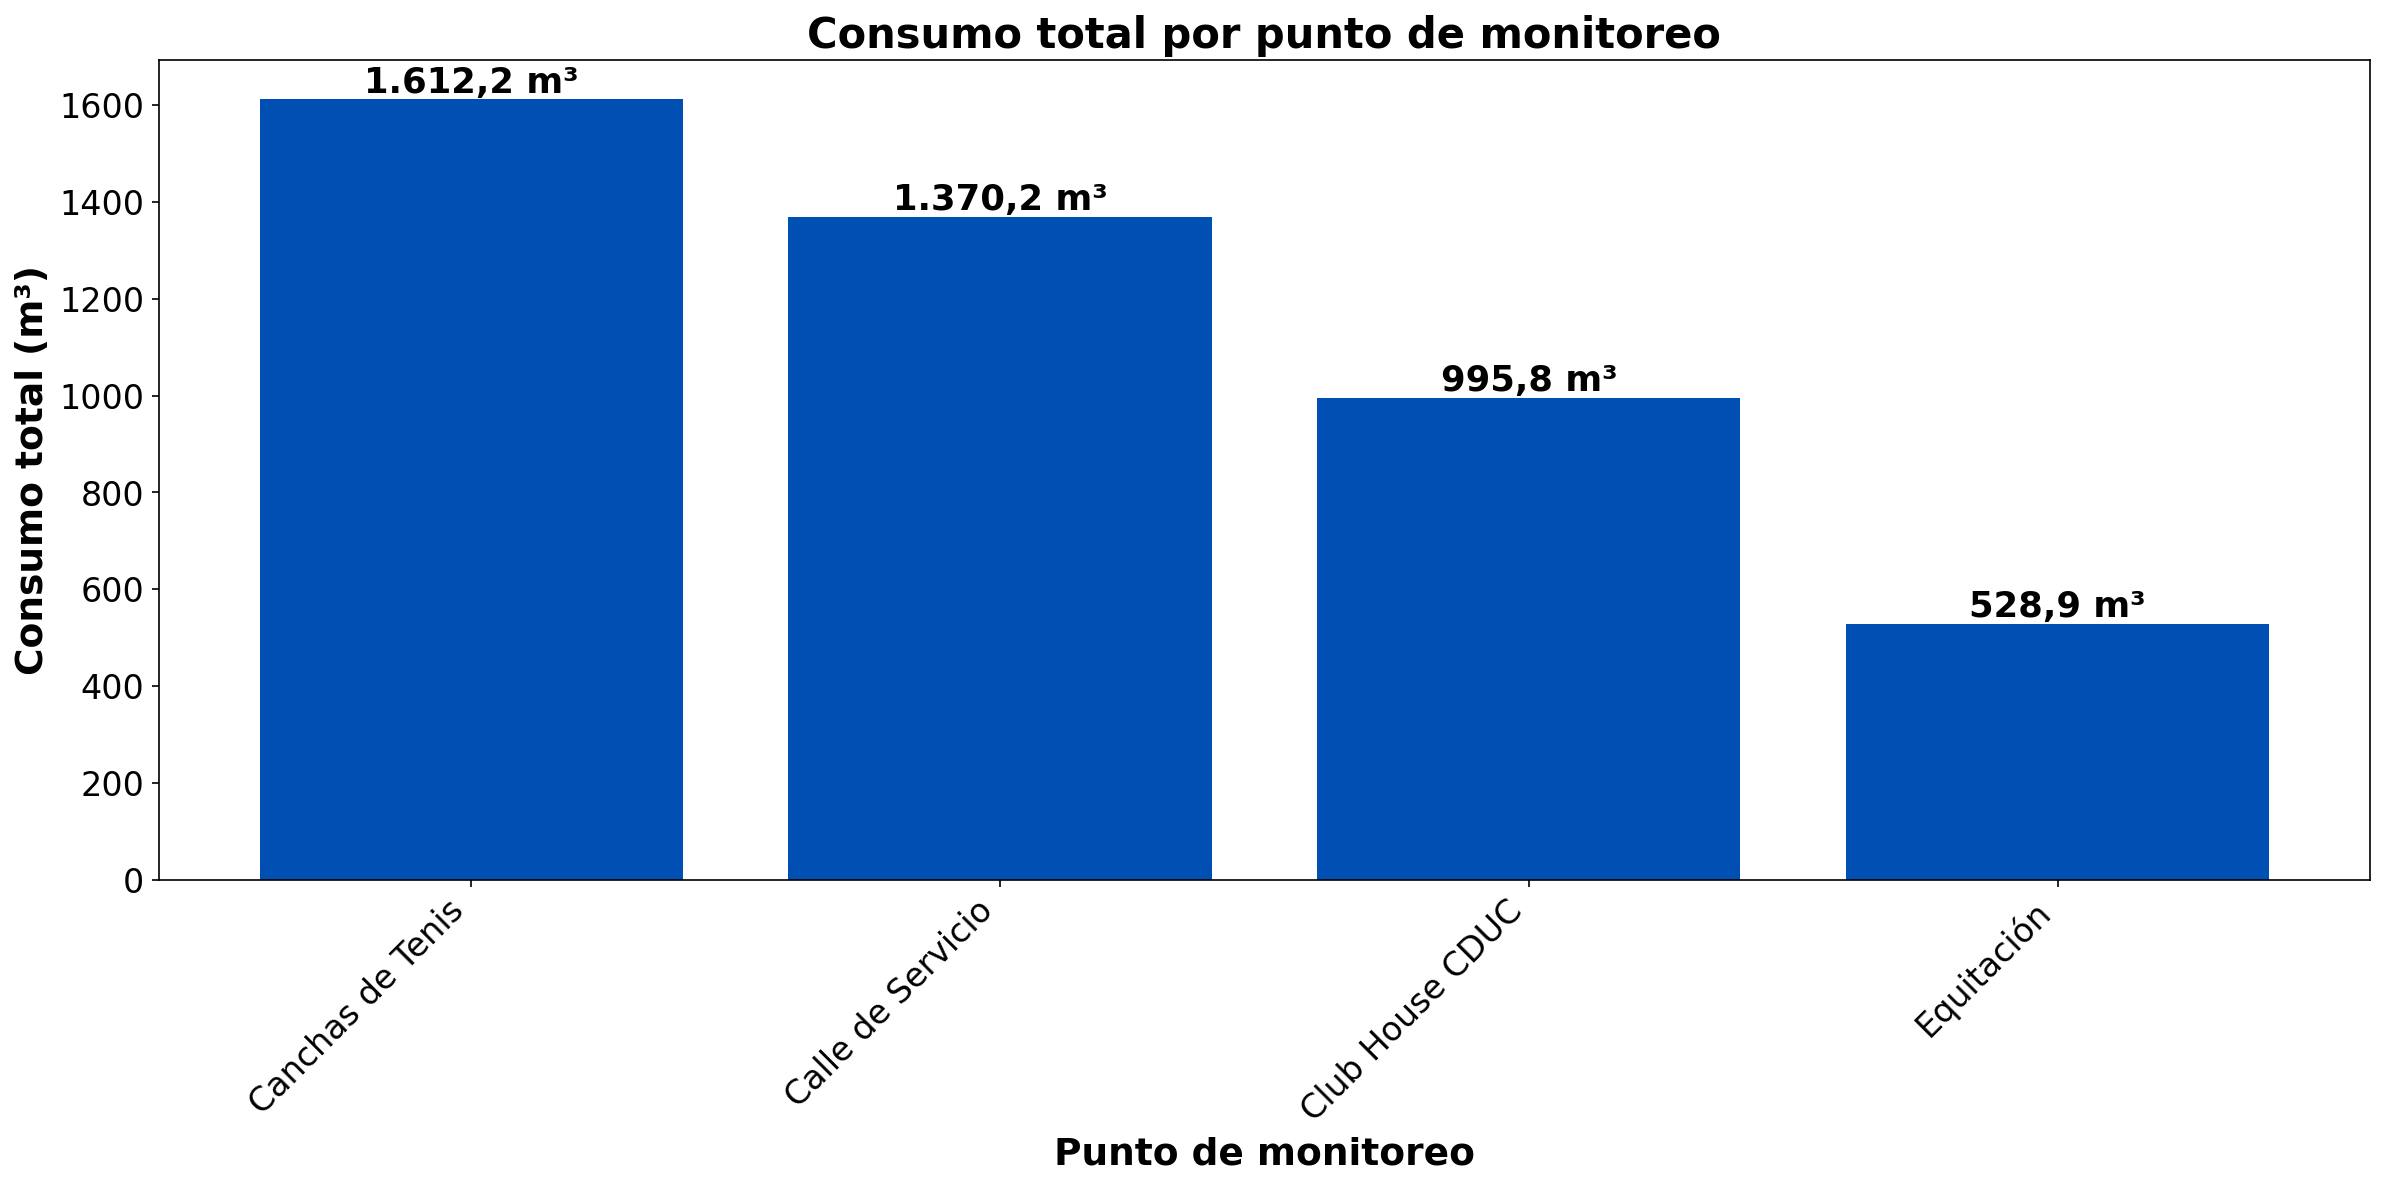 Consumo total por punto de monitoreo
Consumo total (m³)
1600
1400
1200
1000
800
600
400
200
0
1.612,2 m³
1.370,2 m³
995,8 m³
528,9 m³
Canchas de Tenis
Calle de Servicio
Club House CDUC
Equitación
Punto de monitoreo